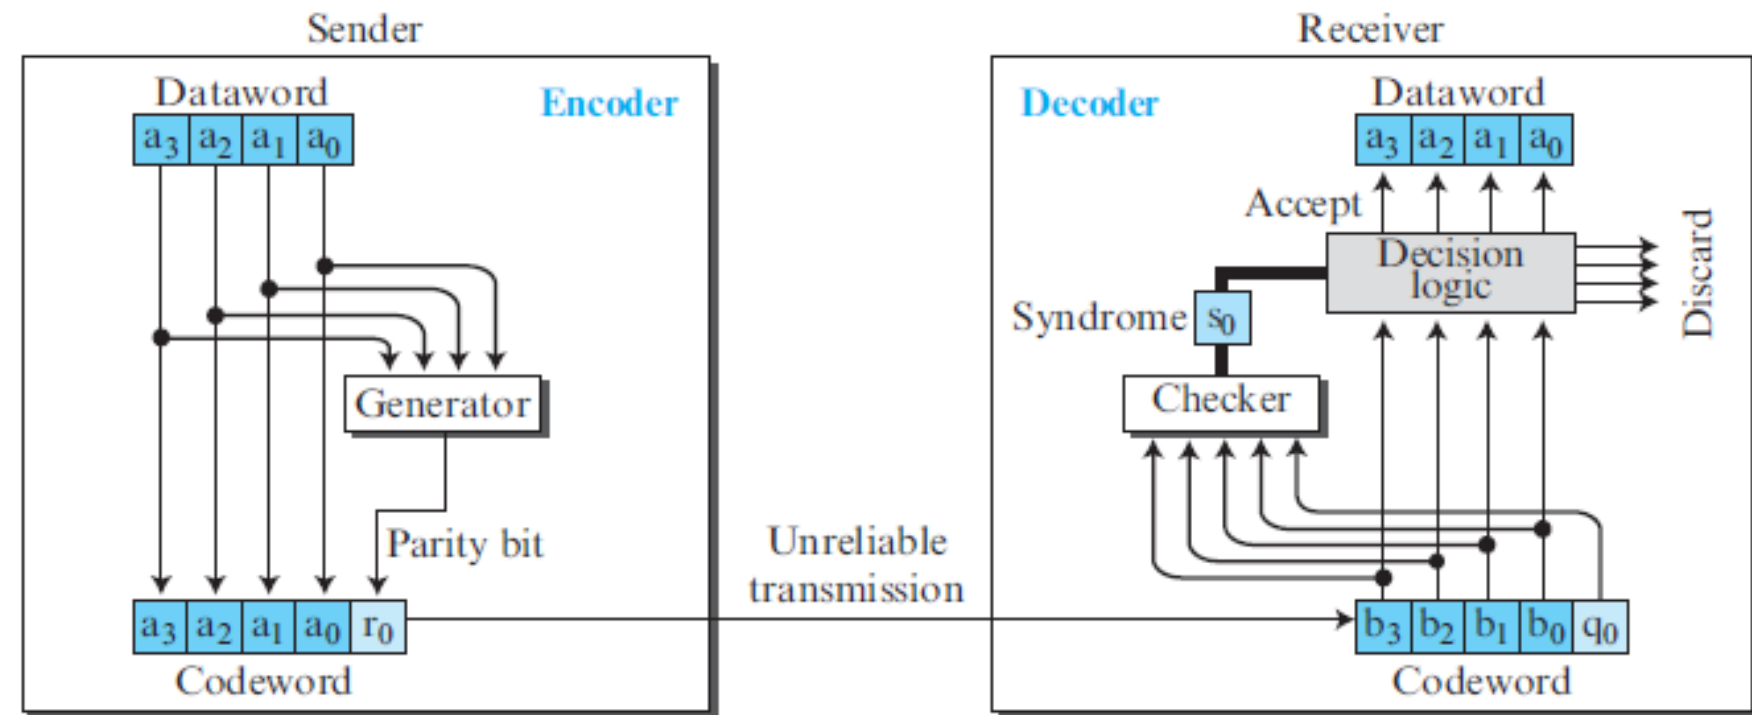 Sender
Dataword
Encoder
a3 a2 a1 a0
Generator
Parity bit
a3 a2 a1 a0 r0
Codeword
Unreliable
transmission
Receiver
Decoder
Dataword
a3 a2 a1 a0
Accept
Decision
logic
Discard
Syndrome
s0
Checker
b3 b2 b1 b0 q0
Codeword